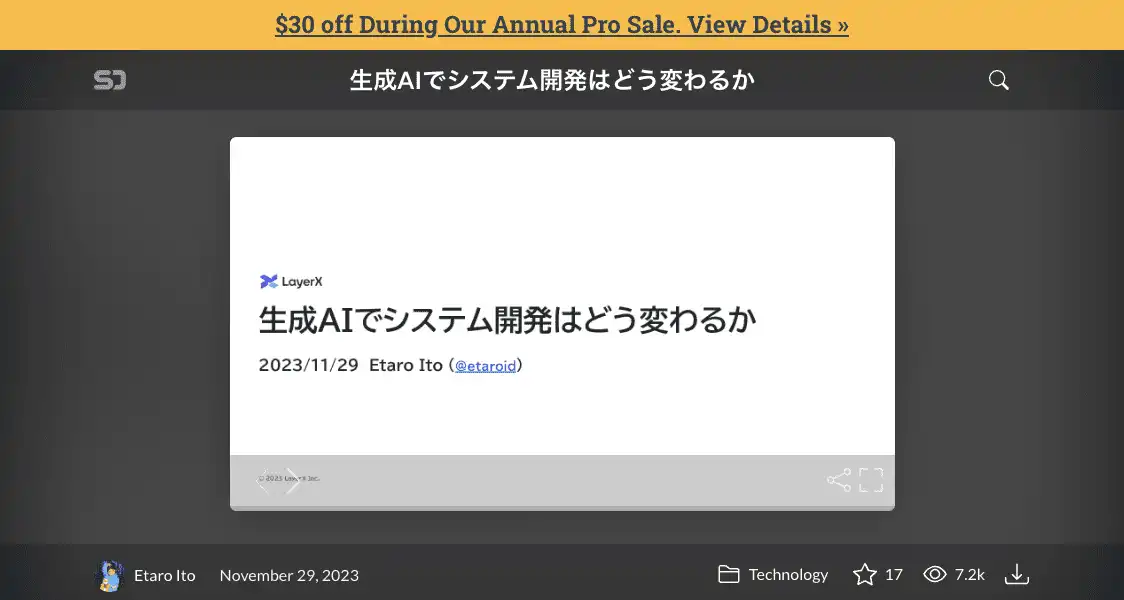 $30 off During Our Annual Pro Sale. View Details »
SD
生成AIでシステム開発はどう変わるか
LayerX
生成AIでシステム開発はどう変わるか
2023/11/29 Etaro Ito (@etaroid)
© 2023 LayerX Inc.
Etaro Ito
November 29, 2023
Technology
17
7.2k